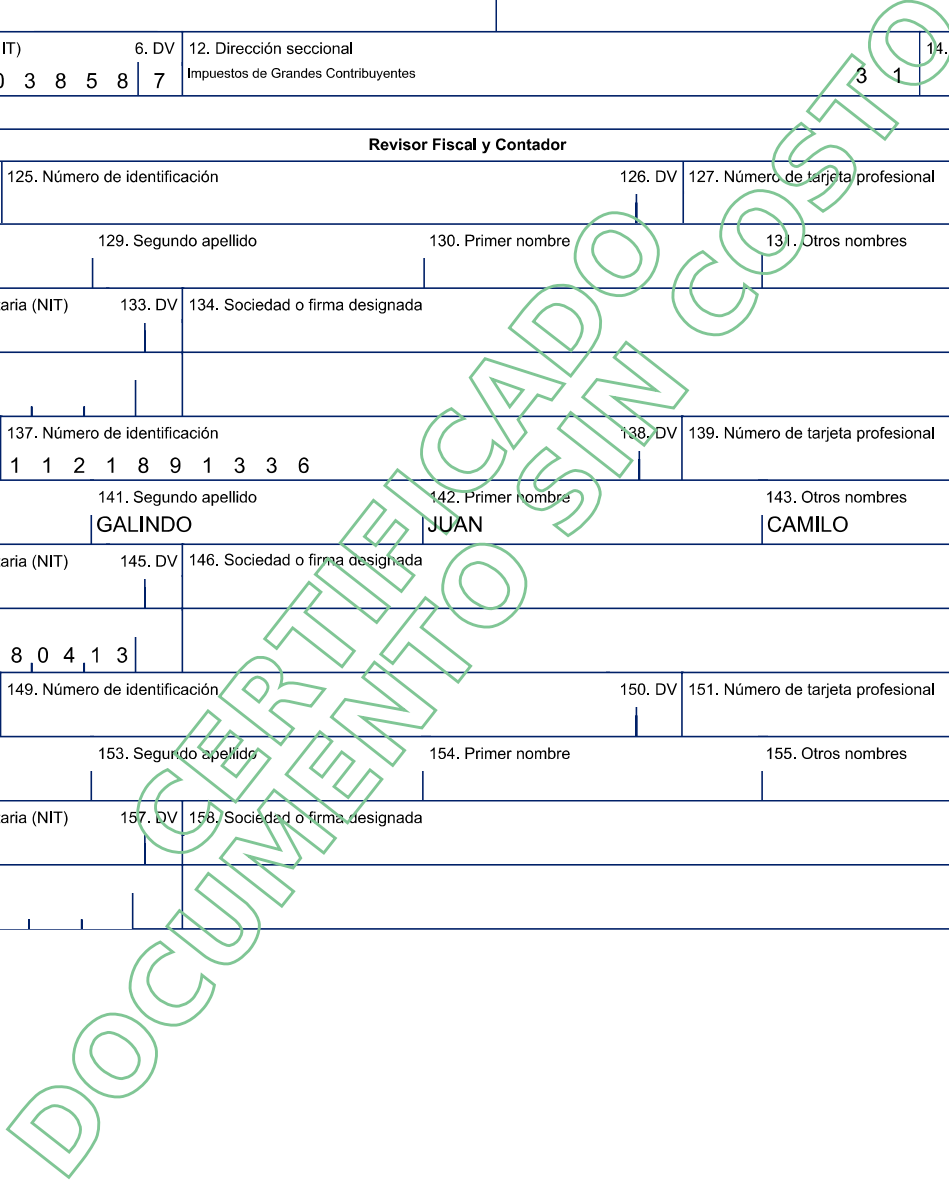 IT) 6. DV 12. Dirección seccional 14.
0 3 8 5 8 7 Impuestos de Grandes Contribuyentes 3 1
Revisor Fiscal y Contador
125. Número de identificación 126. DV 127. Número de tarjeta profesional
129. Segundo apellido 130. Primer nombre 131. Otros nombres
taria (NIT) 133. DV 134. Sociedad o firma designada
137. Número de identificación 138. DV 139. Número de tarjeta profesional
1 1 2 1 8 9 1 3 3 6
141. Segundo apellido 142. Primer nombre 143. Otros nombres
GALINDO JUAN CAMILO
taria (NIT) 145. DV 146. Sociedad o firma designada
8 0 4 1 3
149. Número de identificación 150. DV 151. Número de tarjeta profesional
153. Segundo apellido 154. Primer nombre 155. Otros nombres
taria (NIT) 157. DV 158. Sociedad o firma designada
CERTIFICADO
DOCUMENTO SIN COSTO